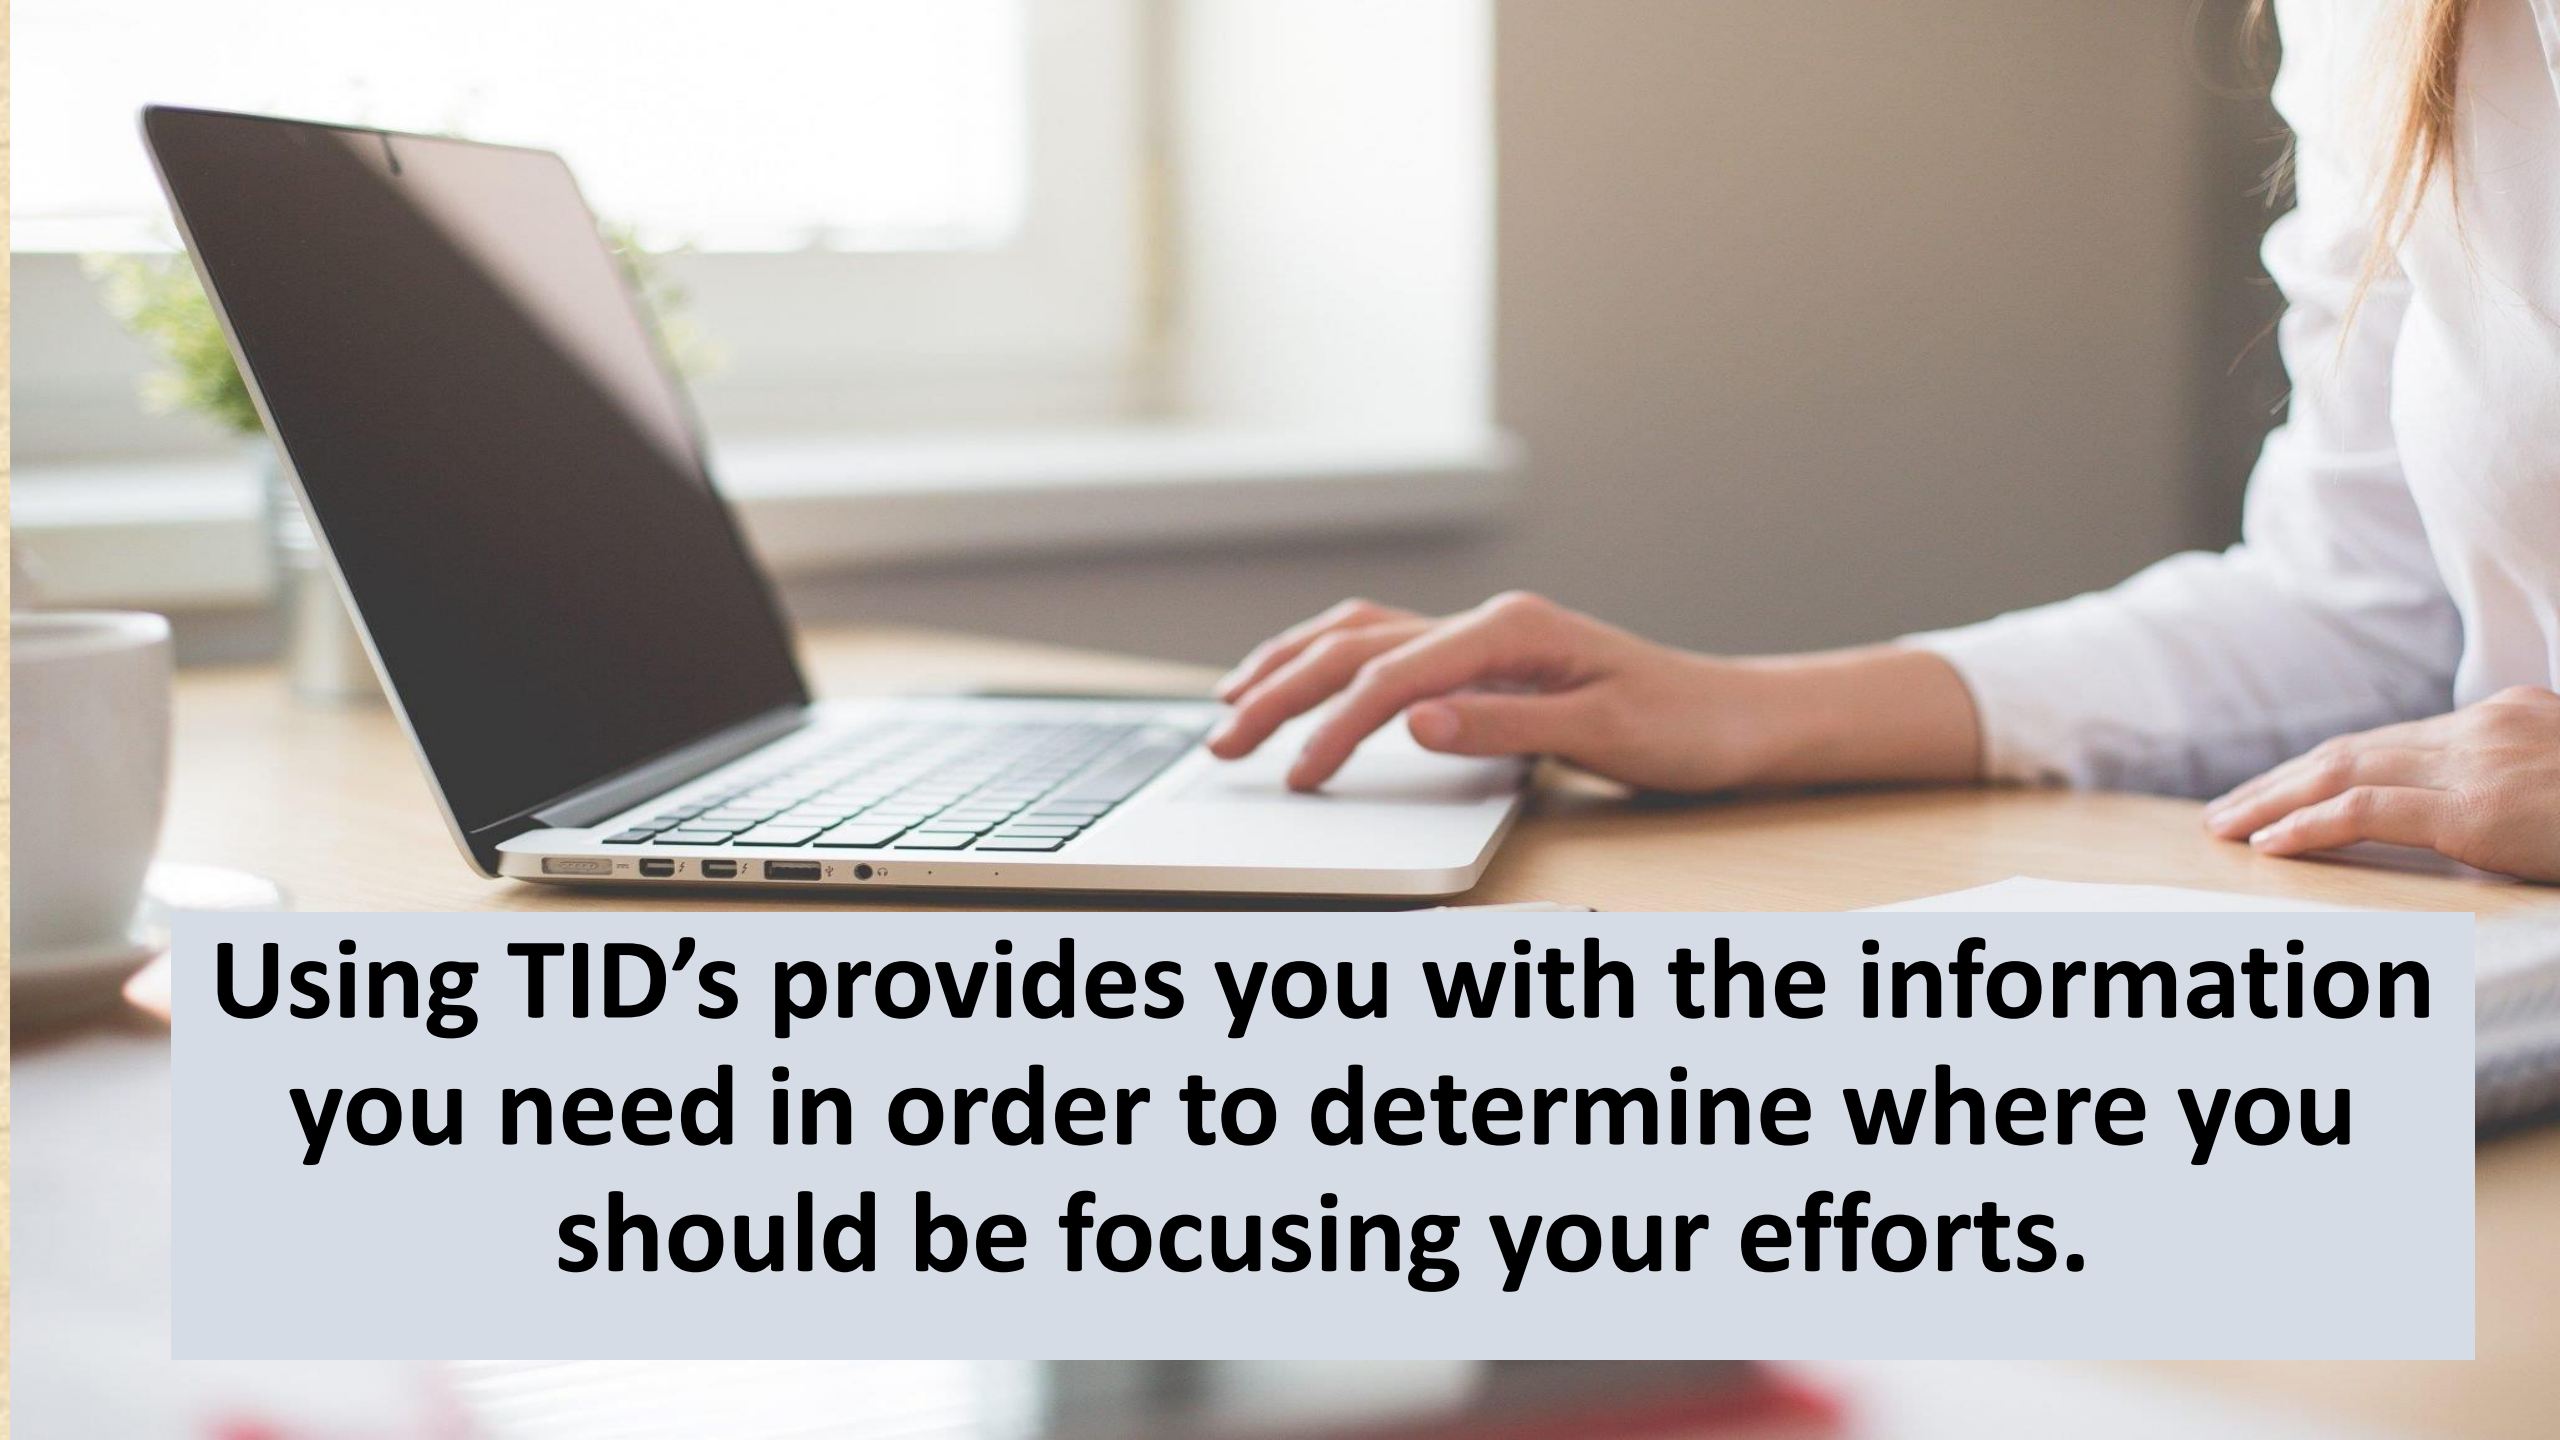 Using TID’s provides you with the information
you need in order to determine where you
should be focusing your efforts.